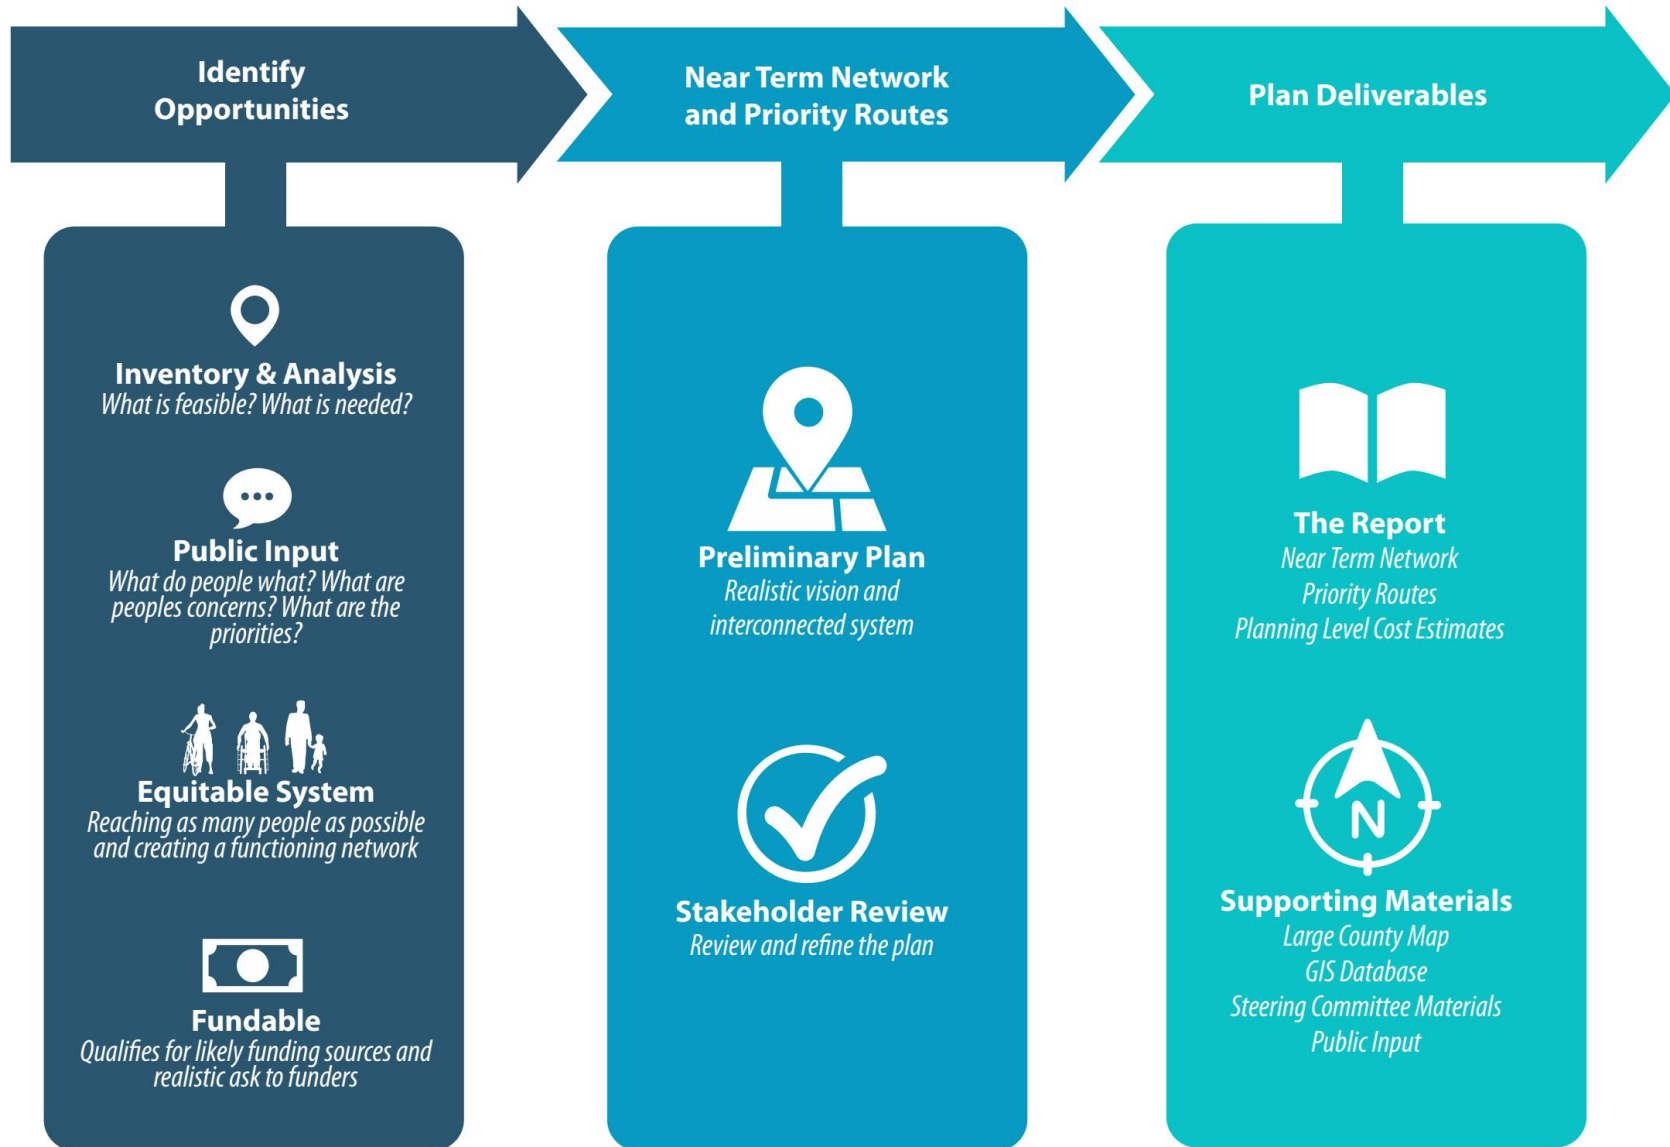 Identify
Opportunities
Near Term Network
and Priority Routes
Plan Deliverables
Inventory & Analysis
What is feasible? What is needed?
Public Input
What do people what? What are
peoples concerns? What are the
priorities?
Equitable System
Reaching as many people as possible
and creating a functioning network
Fundable
Qualifies for likely funding sources and
realistic ask to funders
Preliminary Plan
Realistic vision and
interconnected system
Stakeholder Review
Review and refine the plan
The Report
Near Term Network
Priority Routes
Planning Level Cost Estimates
N
Supporting Materials
Large County Map
GIS Database
Steering Committee Materials
Public Input